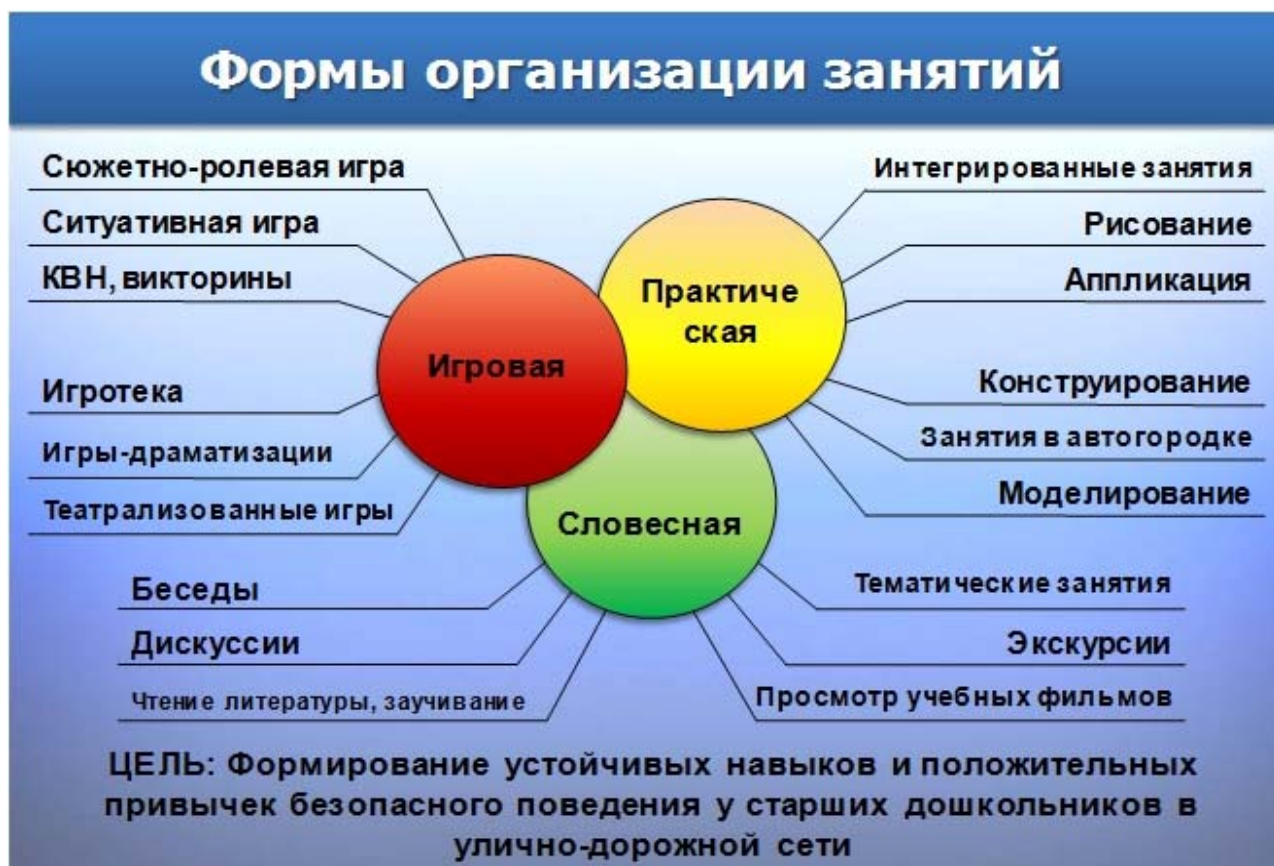 Формы организации занятий
Сюжетно-ролевая игра
Ситуативная игра
КВН, викторины
Игротека
Игры-драматизации
Театрализованные игры
Игровая
Практиче
ская
Интегрированные занятия
Рисование
Аппликация
Конструирование
Занятия в автогородке
Моделирование
Словесная
Беседы
Дискуссии
Чтение литературы, заучивание
Тематические занятия
Экскурсии
Просмотр учебных фильмов
ЦЕЛЬ: Формирование устойчивых навыков и положительных
привычек безопасного поведения у старших дошкольников в
улично-дорожной сети